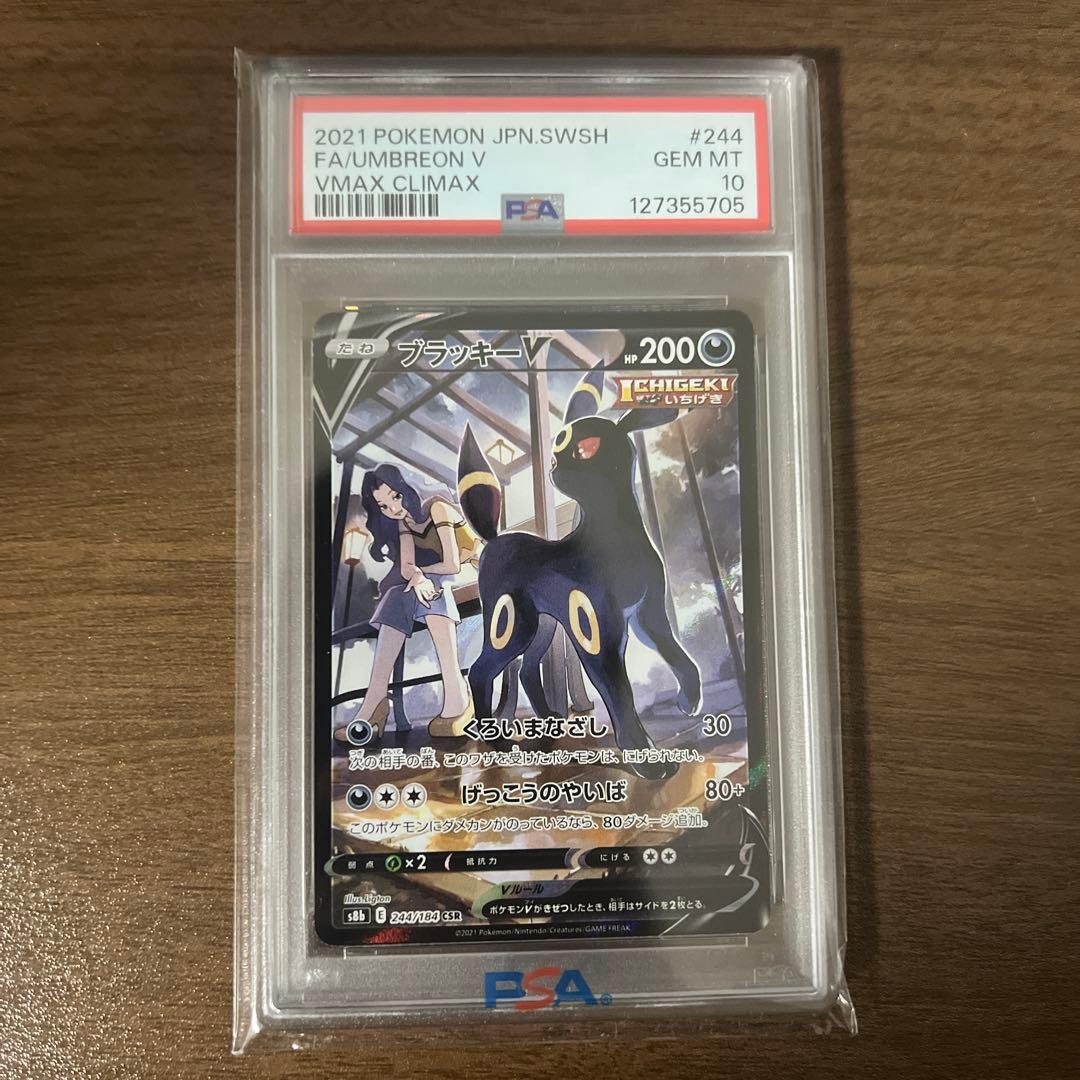 2021 POKEMON JPN.SWSH #244
FA/UMBREON V GEM MT
VMAX CLIMAX 10
PSA 127355705
たね ブラッキーV HP 200
ICHIGEKI
いちげき
くろいまなざし 30
次の相手の番、このワザを受けたポケモンは、にげられない。
げっこうのやいば 80+
このポケモンにダメカンがのっているなら、80ダメージ追加。
弱点 ×2 抵抗力 にげる
Vルール
ポケモンVがきぜつしたとき、相手はサイドを2枚とる。
Illus. Ligton
s8b E 244/184 CSR
©2021 Pokémon/Nintendo/Creatures/GAME FREAK
PSA®